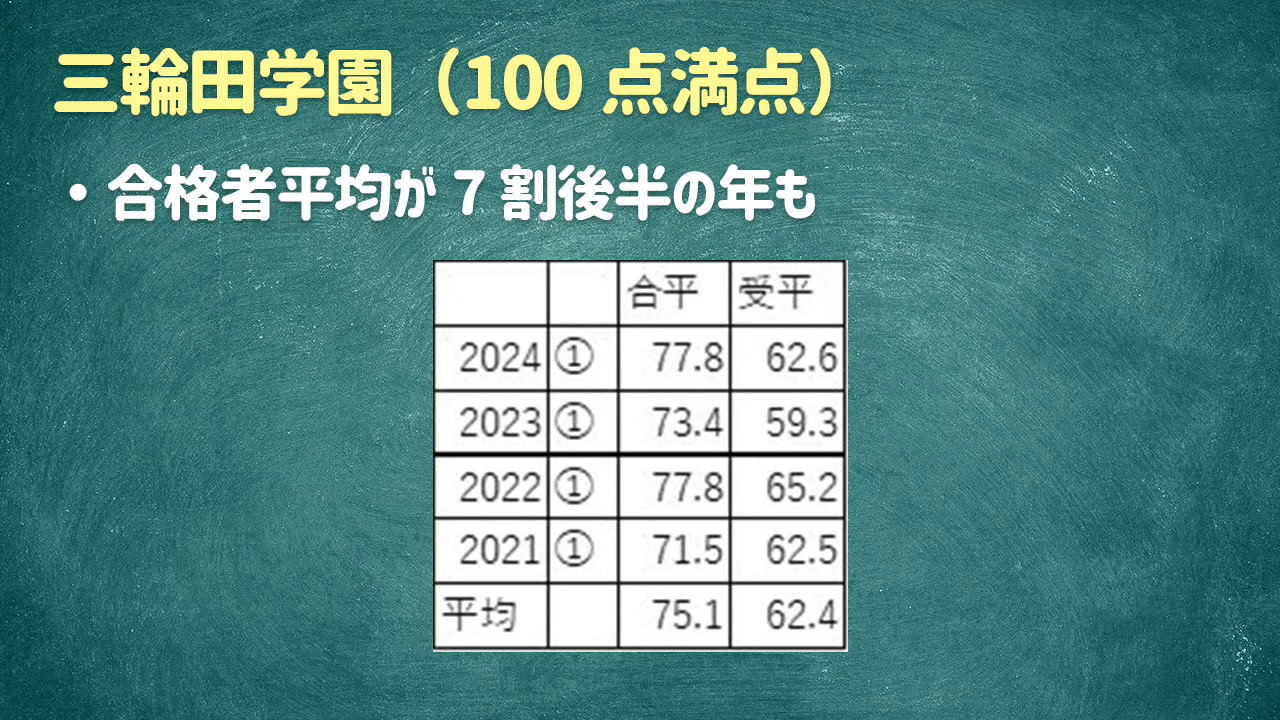 三輪田学園（100 点満点）
・合格者平均が 7 割後半の年も
合平 受平
2024 ① 77.8 62.6
2023 ① 73.4 59.3
2022 ① 77.8 65.2
2021 ① 71.5 62.5
平均 75.1 62.4